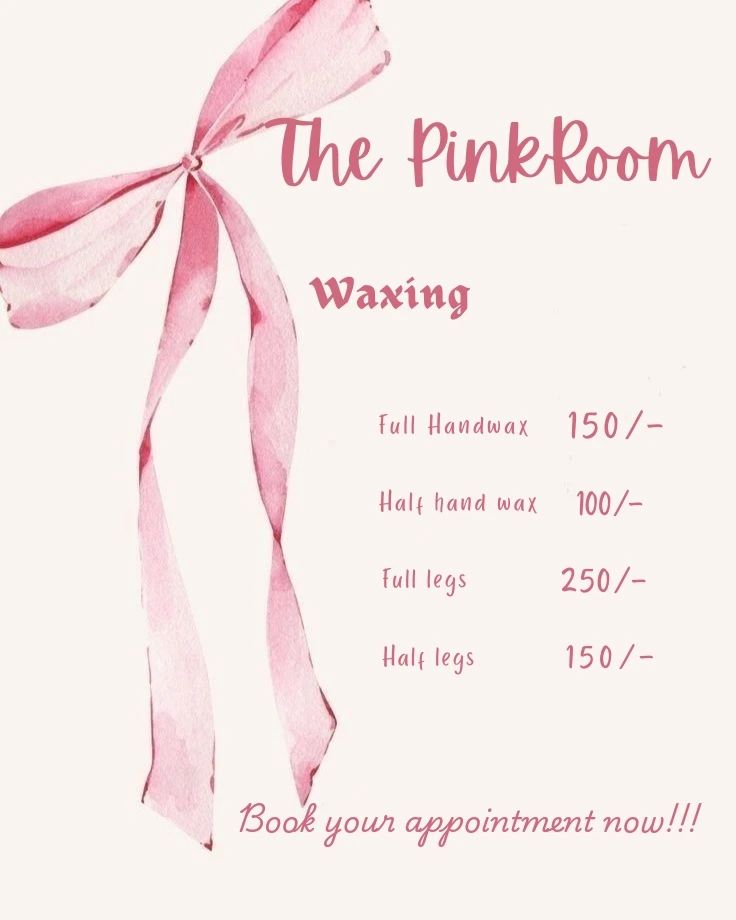 The PinkRoom
Waxing
Full Handwax 150/-
Half hand wax 100/-
Full legs 250/-
Half legs 150/-
Book your appointment now!!!